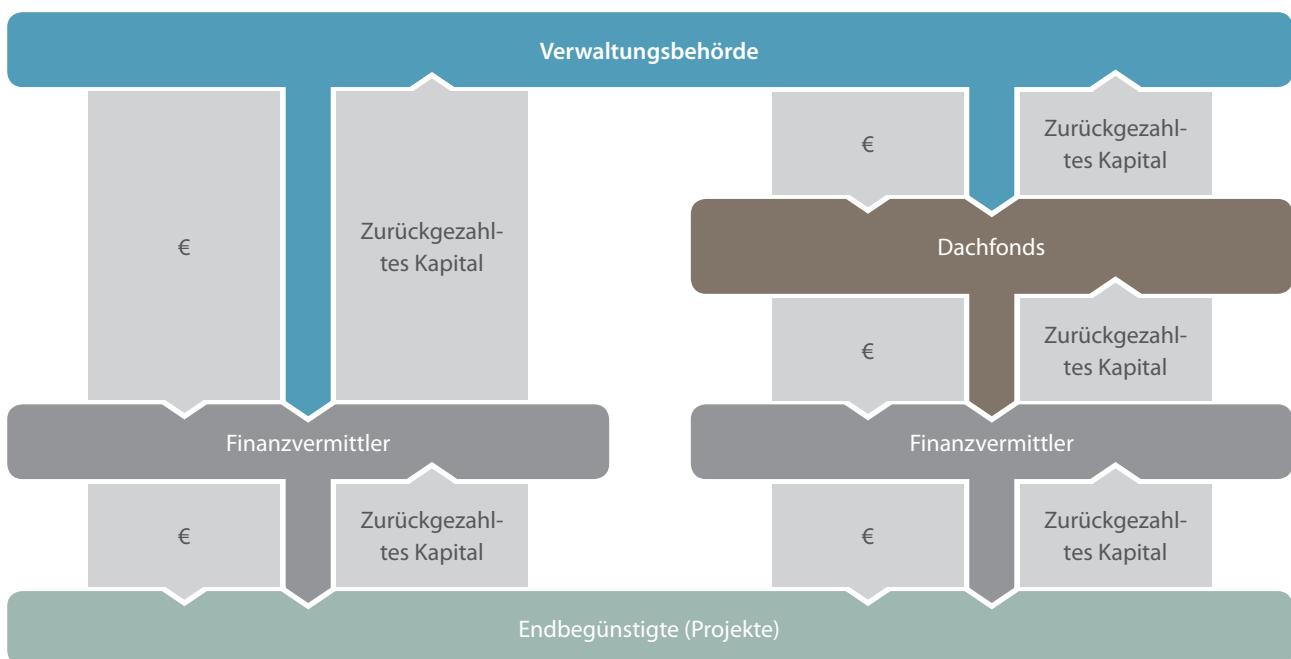 Verwaltungsbehörde
€
Zurückgezahl-
tes Kapital
€
Zurückgezahl-
tes Kapital
Dachfonds
€
Zurückgezahl-
tes Kapital
Finanzvermittler
Finanzvermittler
€
Zurückgezahl-
tes Kapital
€
Zurückgezahl-
tes Kapital
Endbegünstigte (Projekte)